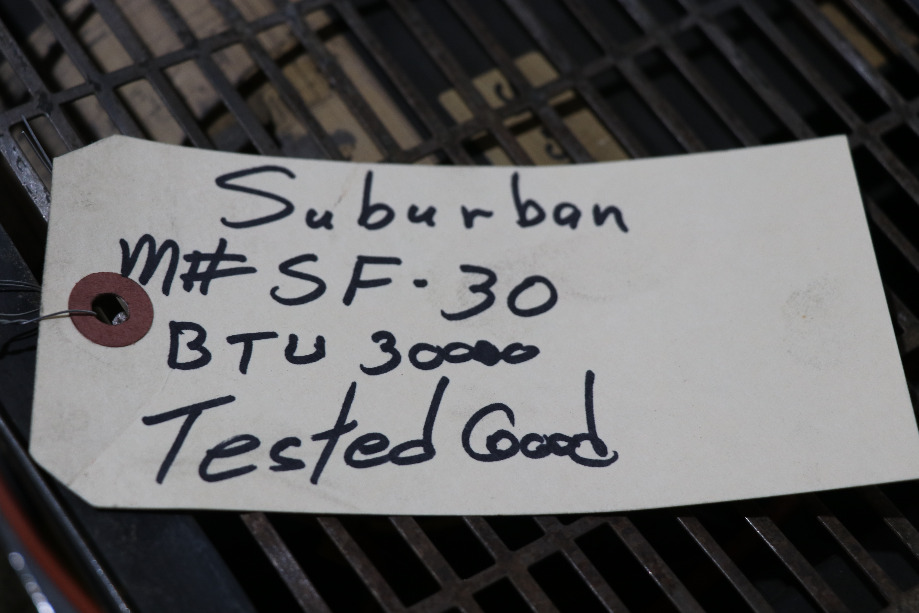 Suburban
M# SF-30
BTU 30000
Tested Good